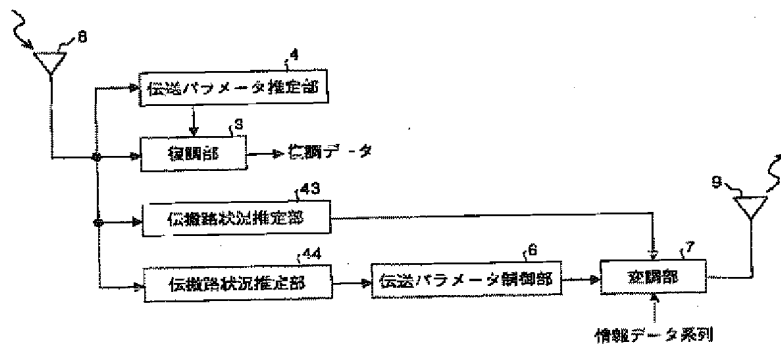 8
4
伝送パラメータ推定部
3
復調部
復調データ
43
伝搬路状況推定部
9
44
6
7
伝搬路状況推定部
伝送パラメータ制御部
変調部
情報データ系列